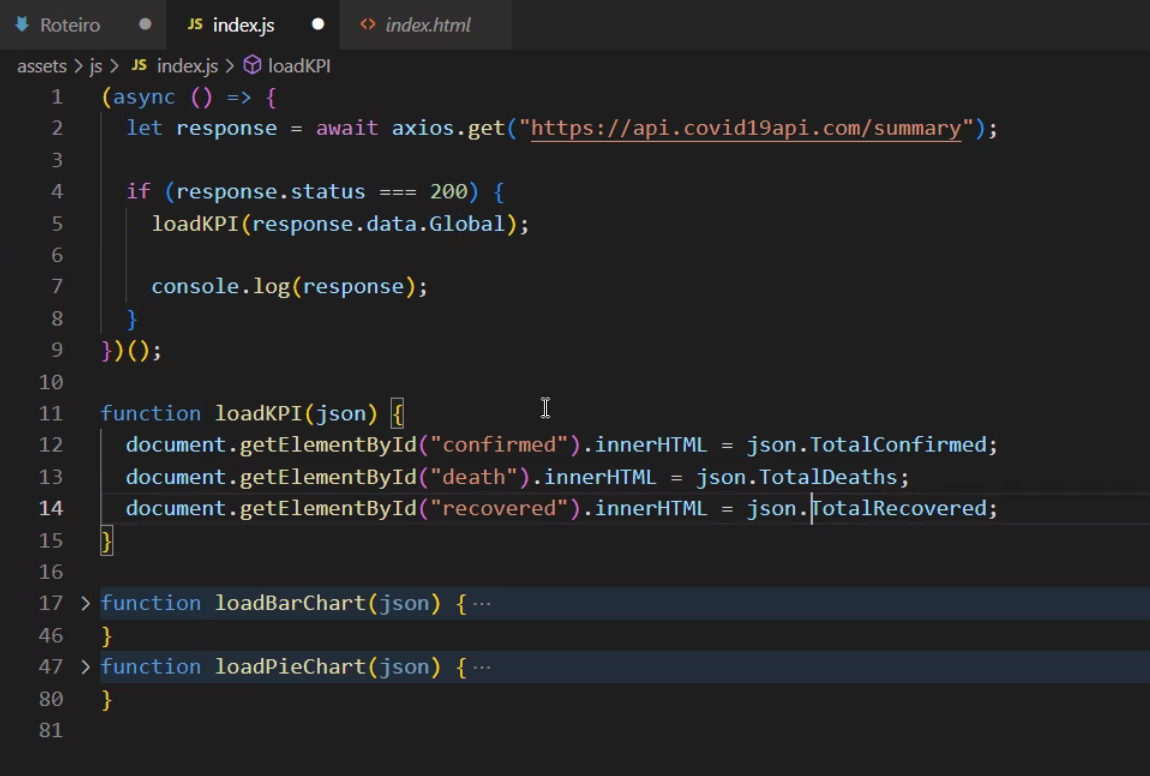 Roteiro JS index.js <> index.html
assets > js > JS index.js > loadKPI
1 (async () => {
2 let response = await axios.get("https://api.covid19api.com/summary");
3
4 if (response.status === 200) {
5 loadKPI(response.data.Global);
6
7 console.log(response);
8 }
9 })();
10
11 function loadKPI(json) {
12 document.getElementById("confirmed").innerHTML = json.TotalConfirmed;
13 document.getElementById("death").innerHTML = json.TotalDeaths;
14 document.getElementById("recovered").innerHTML = json.TotalRecovered;
15 }
16
17 > function loadBarChart(json) { ···
46 }
47 > function loadPieChart(json) { ···
80 }
81